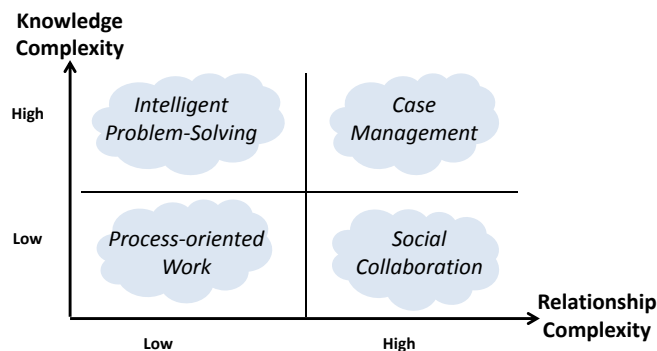 Knowledge
Complexity
High
Intelligent
Problem-Solving
Case
Management
Low
Process-oriented
Work
Social
Collaboration
Relationship
Complexity
Low
High